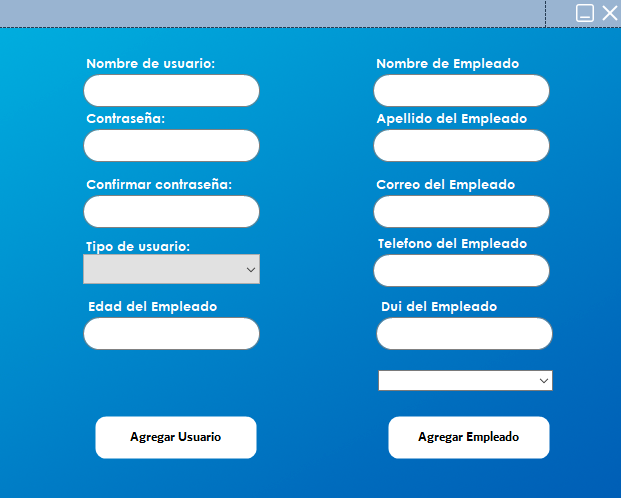 Nombre de usuario:
Contraseña:
Confirmar contraseña:
Tipo de usuario:
Edad del Empleado
Agregar Usuario
Nombre de Empleado
Apellido del Empleado
Correo del Empleado
Telefono del Empleado
Dui del Empleado
Agregar Empleado